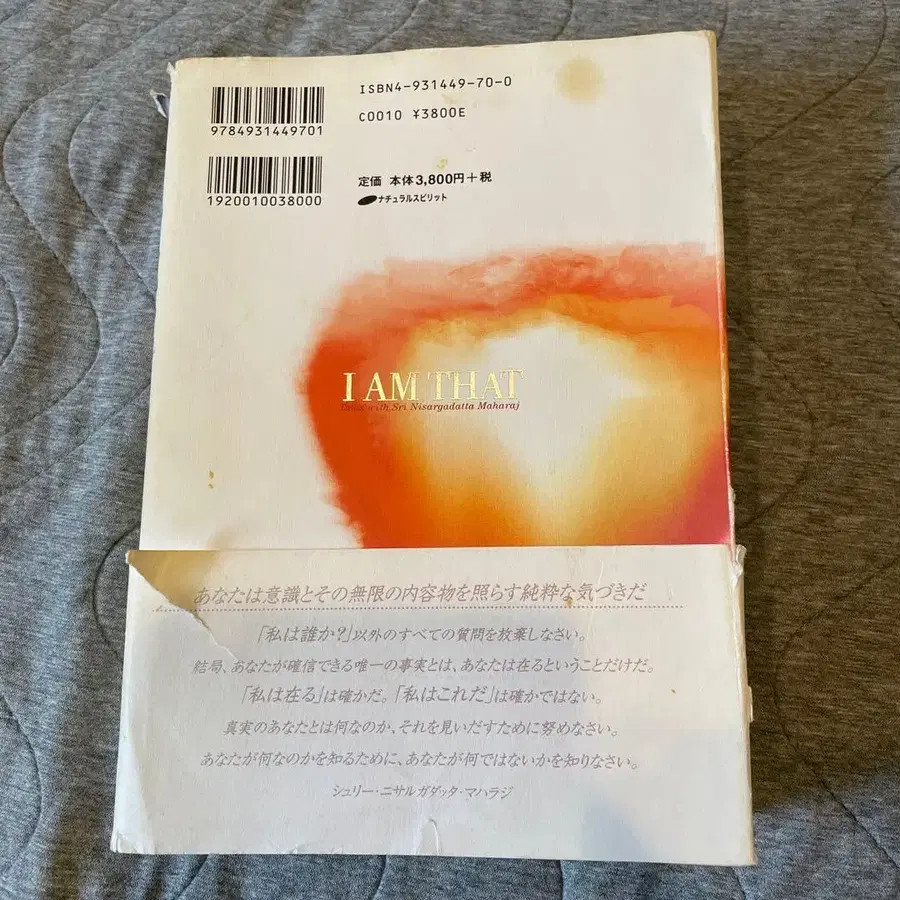 ISBN4-931449-70-0
C0010 ¥3800E
9784931449701
定価 本体3,800円+税
1920010038000
ナチュラルスピリット
I AM THAT
Talks with Sri Nisargadatta Maharaj
あなたは意識とその無限の内容物を照らす純粋な気づきだ
「私は誰か?」以外のすべての質問を放棄しなさい。
結局、あなたが確信できる唯一の事実とは、あなたは在るということだけだ。
「私は在る」は確かだ。「私はこれだ」は確かではない。
真実のあなたとは何なのか、それを見いだすために努めなさい。
あなたが何なのかを知るために、あなたが何ではないかを知りなさい。
シュリー・ニサルガダッタ・マハラジ